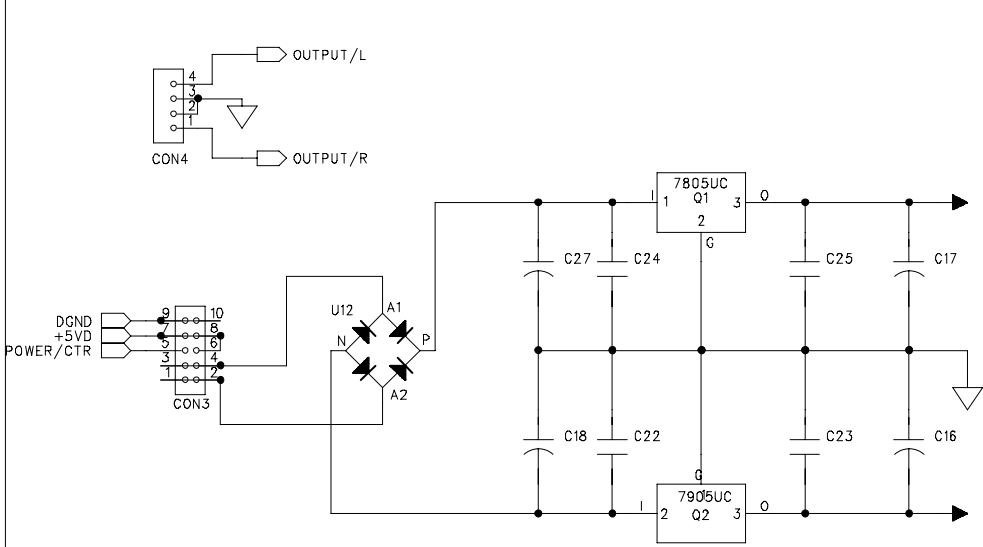 OUTPUT/L
4
3
2
1
CON4
OUTPUT/R
7805UC
I 1 Q1 3 O
2
G
C27 C24 C25 C17
U12 A1
DGND 9 10
+5VD 7 8
POWER/CTR 5 6
N P
3 4
1 2
A2
CON3
C18 C22 C23 C16
G
1
7905UC
I 2 Q2 3 O